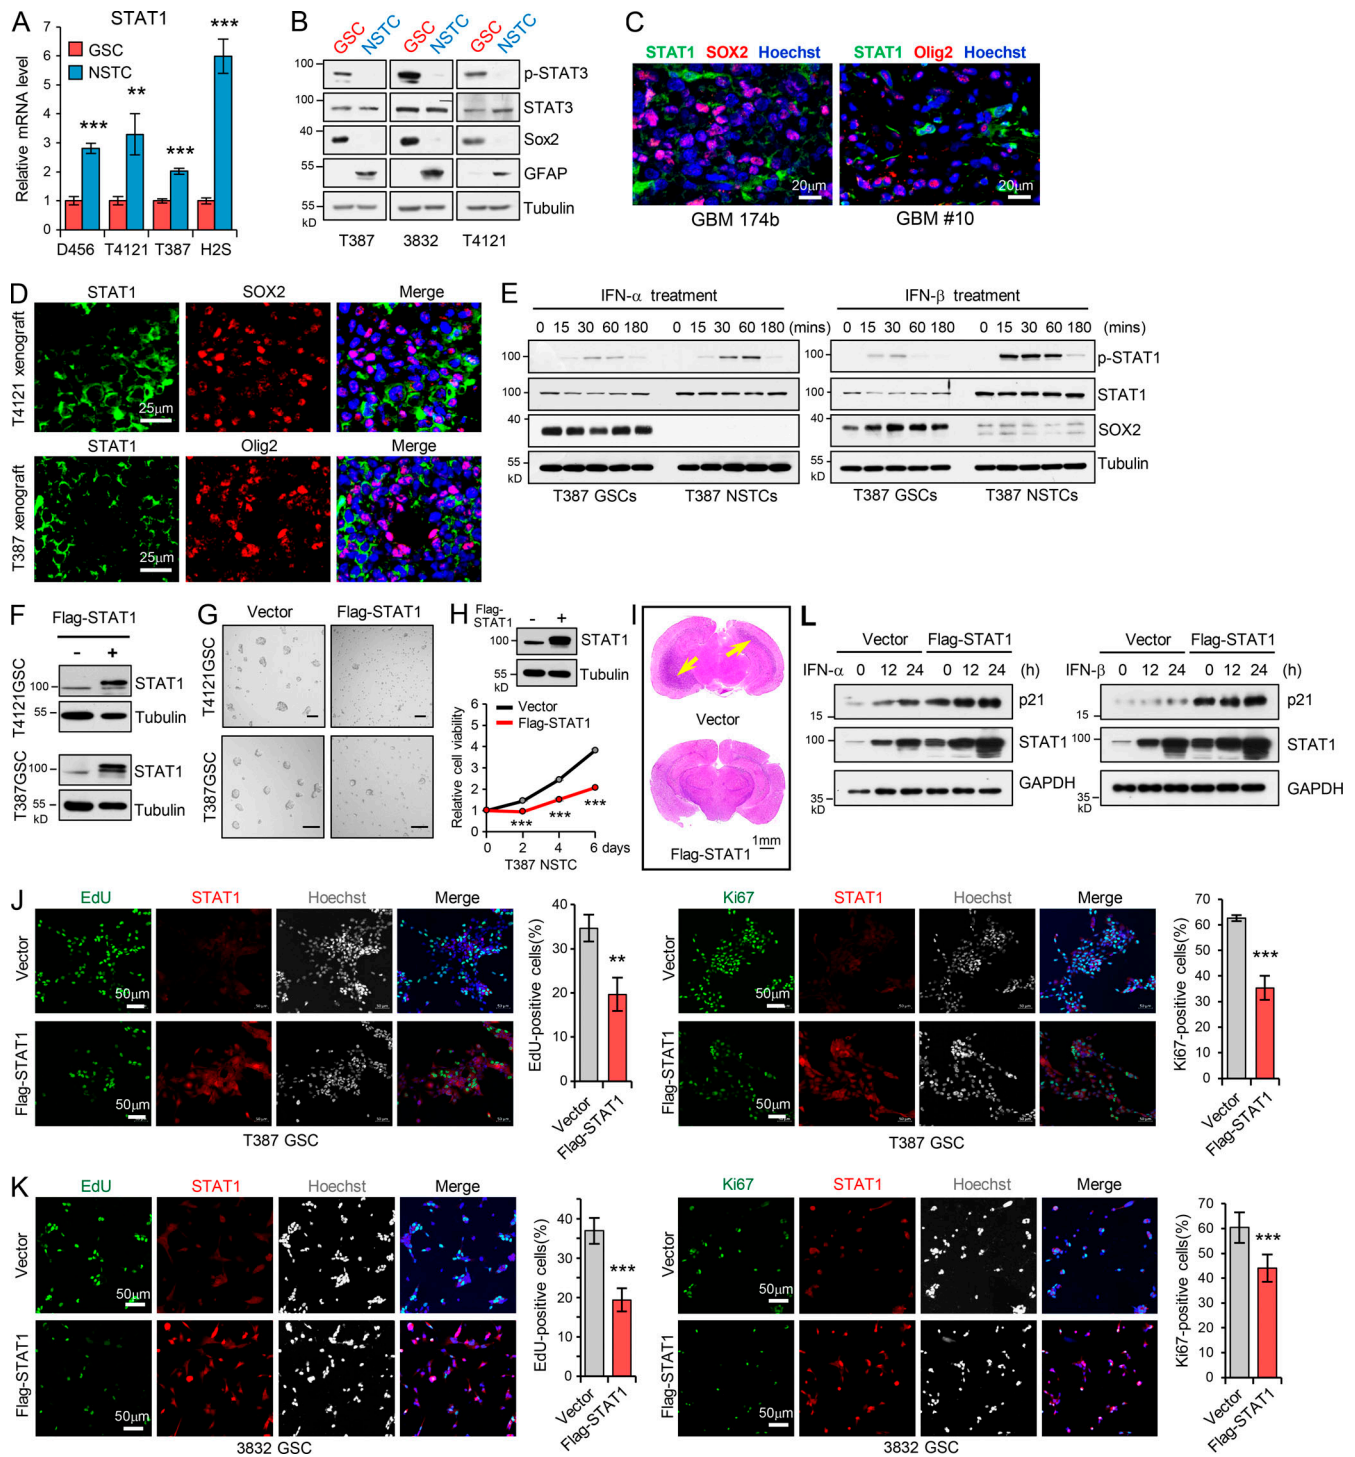 A
STAT1
Relative mRNA level
7
6
5
4
3
2
1
0
GSC
NSTC
***
**
***
***
D456 T4121 T387 H2S
B
GSC NSTC GSC NSTC GSC NSTC
100
p-STAT3
100
STAT3
35
Sox2
55
GFAP
55
Tubulin
kD
T387 3832 T4121
C
STAT1 SOX2 Hoechst
STAT1 Olig2 Hoechst
20μm
20μm
GBM 174b
GBM #10
D
STAT1 SOX2 Merge
T4121 xenograft
25μm
STAT1 Olig2 Merge
T387 xenograft
25μm
E
IFN-α treatment
IFN-β treatment
0 15 30 60 180 0 15 30 60 180 (mins)
0 15 30 60 180 0 15 30 60 180 (mins)
100
100
p-STAT1
100
100
STAT1
40
40
SOX2
55
55
Tubulin
kD
kD
T387 GSCs T387 NSTCs
T387 GSCs T387 NSTCs
F
Flag-STAT1
- +
T4121GSC
100
STAT1
55
Tubulin
T387GSC
100
STAT1
55
Tubulin
kD
G
Vector Flag-STAT1
T4121GSC
T387GSC
H
Flag-STAT1
- +
100
STAT1
55
Tubulin
kD
Vector
Flag-STAT1
Relative cell viability
6
5
4
3
2
1
0
***
***
***
0 2 4 6 days
T387 NSTC
I
Vector
Flag-STAT1
1mm
L
Vector Flag-STAT1
IFN-α 0 12 24 0 12 24 (h)
p21
15
100
STAT1
GAPDH
35
kD
Vector Flag-STAT1
IFN-β 0 12 24 0 12 24 (h)
p21
15
100
STAT1
GAPDH
35
kD
J
EdU STAT1 Hoechst Merge
Vector
50μm
Flag-STAT1
50μm
T387 GSC
EdU-positive cells(%)
40
30
20
10
0
**
Vector
Flag-STAT1
Ki67 STAT1 Hoechst Merge
Vector
50μm
Flag-STAT1
50μm
T387 GSC
Ki67-positive cells(%)
70
60
50
40
30
20
10
0
***
Vector
Flag-STAT1
K
EdU STAT1 Hoechst Merge
Vector
50μm
Flag-STAT1
50μm
3832 GSC
EdU-positive cells(%)
40
30
20
10
0
***
Vector
Flag-STAT1
Ki67 STAT1 Hoechst Merge
Vector
50μm
Flag-STAT1
50μm
3832 GSC
Ki67-positive cells(%)
70
60
50
40
30
20
10
0
***
Vector
Flag-STAT1